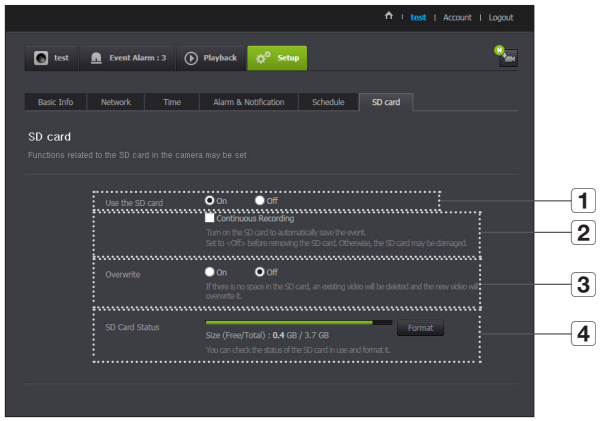 test | Account | Logout
N
test Event Alarm : 3 Playback Setup
Basic Info Network Time Alarm & Notification Schedule SD card
SD card
Functions related to the SD card in the camera may be set
Use the SD card On Off
1
Continuous Recording
Turn on the SD card to automatically save the event.
2
Set to <Off> before removing the SD card. Otherwise, the SD card may be damaged.
Overwrite On Off
3
If there is no space in the SD card, an existing video will be deleted and the new video will
overwrite it.
SD Card Status Format
4
Size (Free/Total) : 0.4 GB / 3.7 GB
You can check the status of the SD card in use and format it.